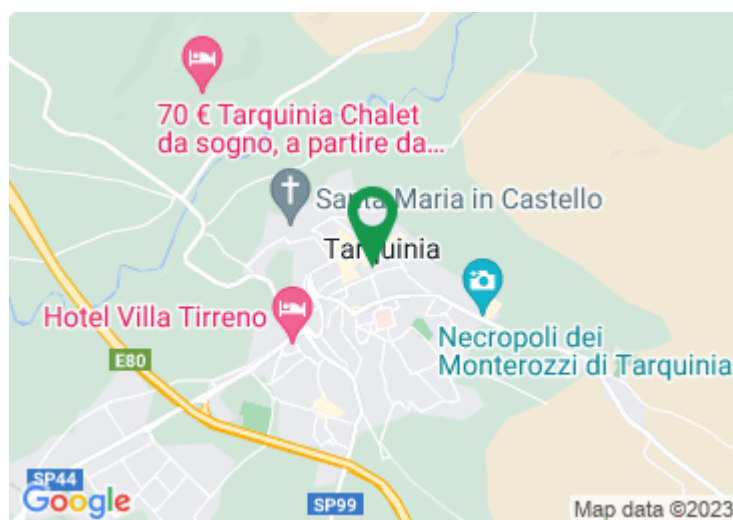 70 € Tarquinia Chalet
da sogno, a partire da...
Santa Maria in Castello
Tarquinia
Hotel Villa Tirreno
Necropoli dei
Monterozzi di Tarquinia
E80
SP44
Google
SP99
Map data ©2023